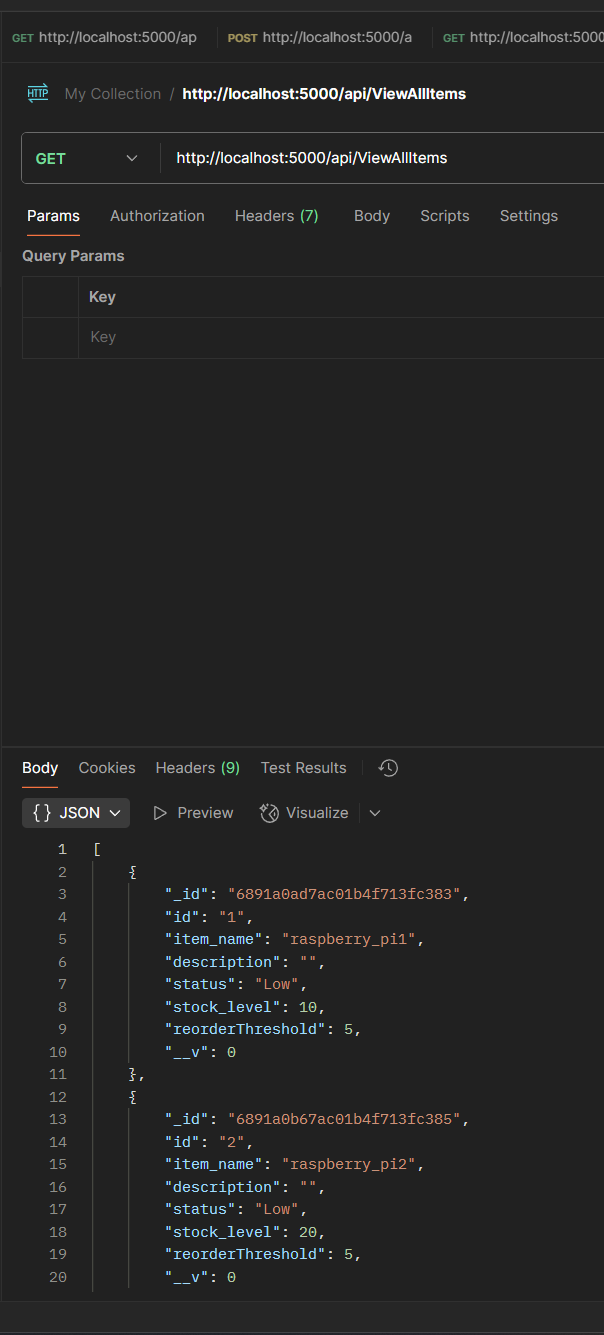 GET http://localhost:5000/ap POST http://localhost:5000/a GET http://localhost:5000
HTTP My Collection / http://localhost:5000/api/ViewAllItems
GET http://localhost:5000/api/ViewAllItems
Params Authorization Headers (7) Body Scripts Settings
Query Params
Key
Key
Body Cookies Headers (9) Test Results
{} JSON Preview Visualize
1 [
2 {
3 "_id": "6891a0ad7ac01b4f713fc383",
4 "id": "1",
5 "item_name": "raspberry_pi1",
6 "description": "",
7 "status": "Low",
8 "stock_level": 10,
9 "reorderThreshold": 5,
10 "__v": 0
11 },
12 {
13 "_id": "6891a0b67ac01b4f713fc385",
14 "id": "2",
15 "item_name": "raspberry_pi2",
16 "description": "",
17 "status": "Low",
18 "stock_level": 20,
19 "reorderThreshold": 5,
20 "__v": 0